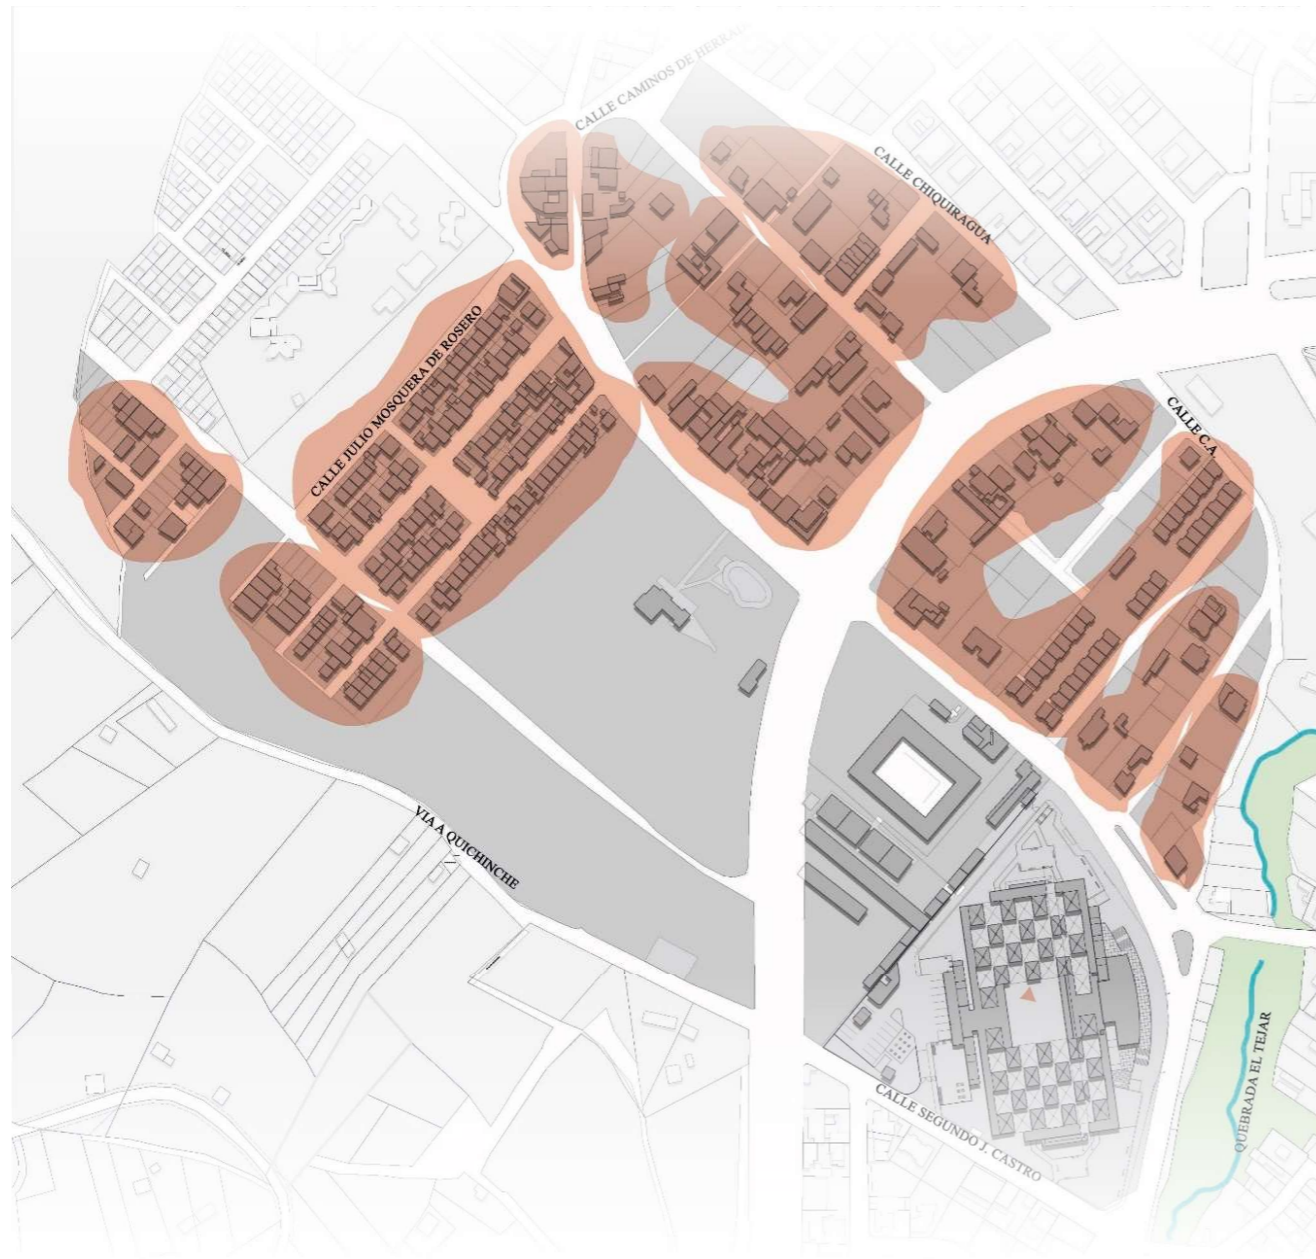 CALLE CAMINOS DE HERRA
CALLE CHIQUIRAGUA
CALLE JULIO MOSQUERA DE ROSERO
CALLE C.A.
VIA A QUICHINCHE
CALLE SEGUNDO J. CASTRO
QUEBRADA EL TEJAR